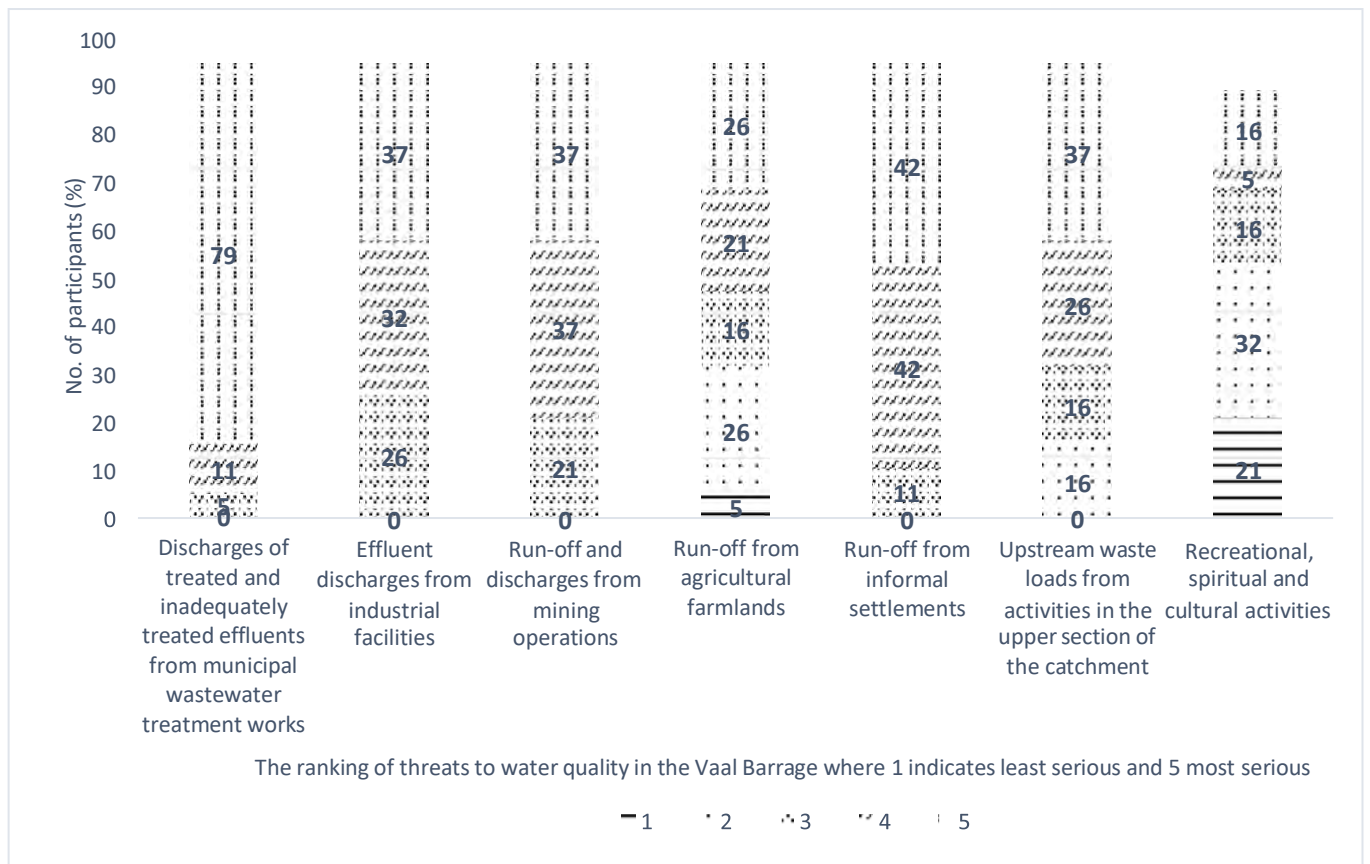 100
90
80
70
60
50
40
30
20
10
0
No. of participants (%)
79
11
5
0
37
32
26
0
37
37
21
0
26
21
16
26
5
42
42
11
0
37
26
16
16
0
16
5
16
32
21
Discharges of
treated and
inadequately
treated effluents
from municipal
wastewater
treatment works
Effluent
discharges from
industrial
facilities
Run-off and
discharges from
mining
operations
Run-off from
agricultural
farmlands
Run-off from
informal
settlements
Upstream waste
loads from
activities in the
upper section of
the catchment
Recreational,
spiritual and
cultural activities
The ranking of threats to water quality in the Vaal Barrage where 1 indicates least serious and 5 most serious
1 2 3 4 5